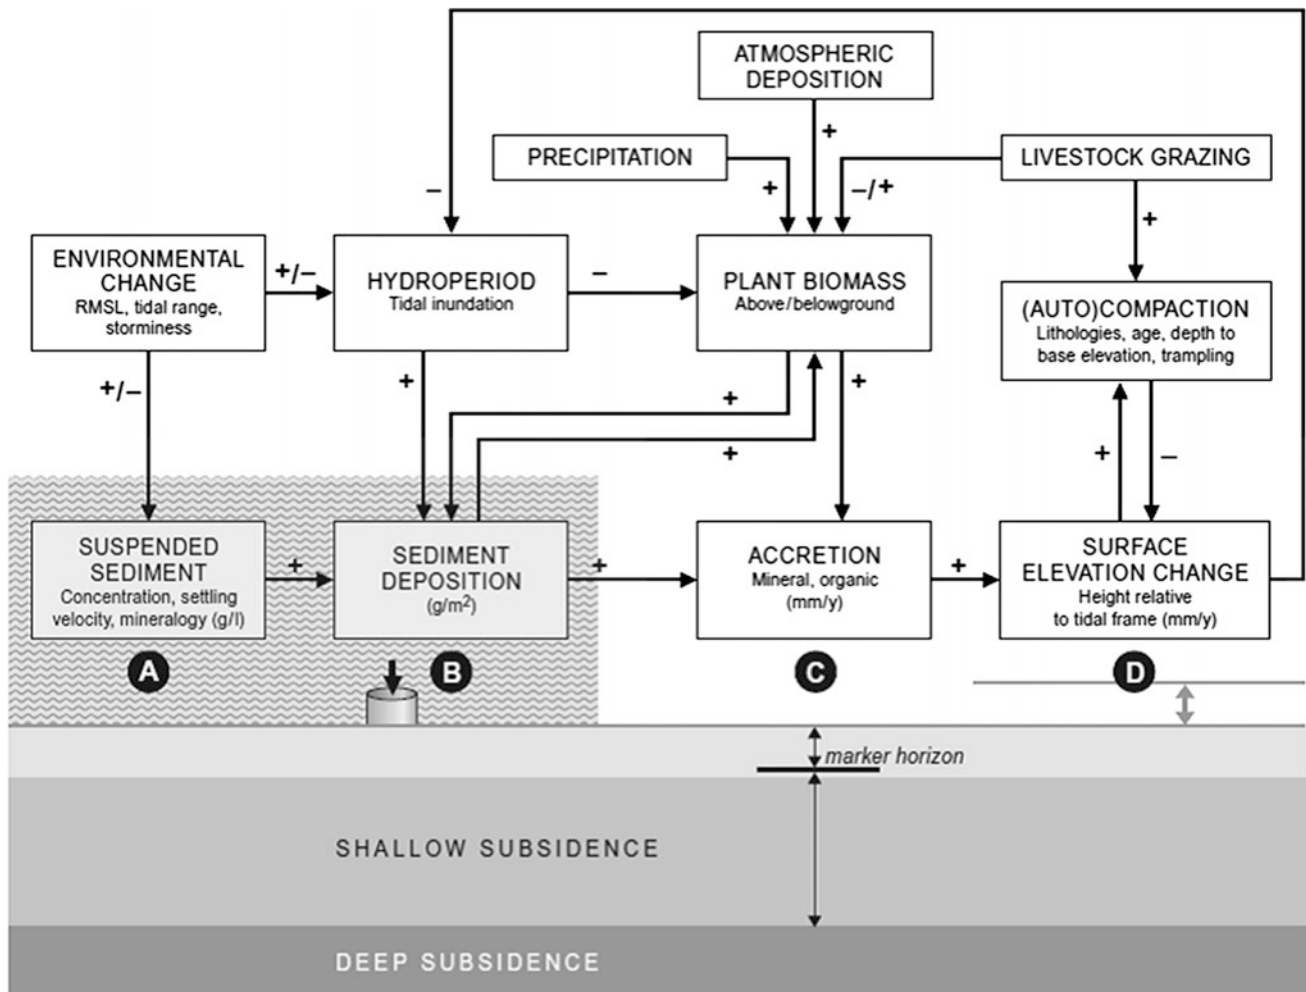 ATMOSPHERIC
DEPOSITION
+
PRECIPITATION
+
LIVESTOCK GRAZING
–/+
+
–
ENVIRONMENTAL
CHANGE
RMSL, tidal range,
storminess
+/–
HYDROPERIOD
Tidal inundation
–
PLANT BIOMASS
Above/belowground
(AUTO)COMPACTION
Lithologies, age, depth to
base elevation, trampling
+/–
+
+
+
+
+
–
SUSPENDED
SEDIMENT
Concentration, settling
velocity, mineralogy (g/l)
+
SEDIMENT
DEPOSITION
(g/m²)
+
ACCRETION
Mineral, organic
(mm/y)
+
SURFACE
ELEVATION CHANGE
Height relative
to tidal frame (mm/y)
A
B
C
D
marker horizon
SHALLOW SUBSIDENCE
DEEP SUBSIDENCE